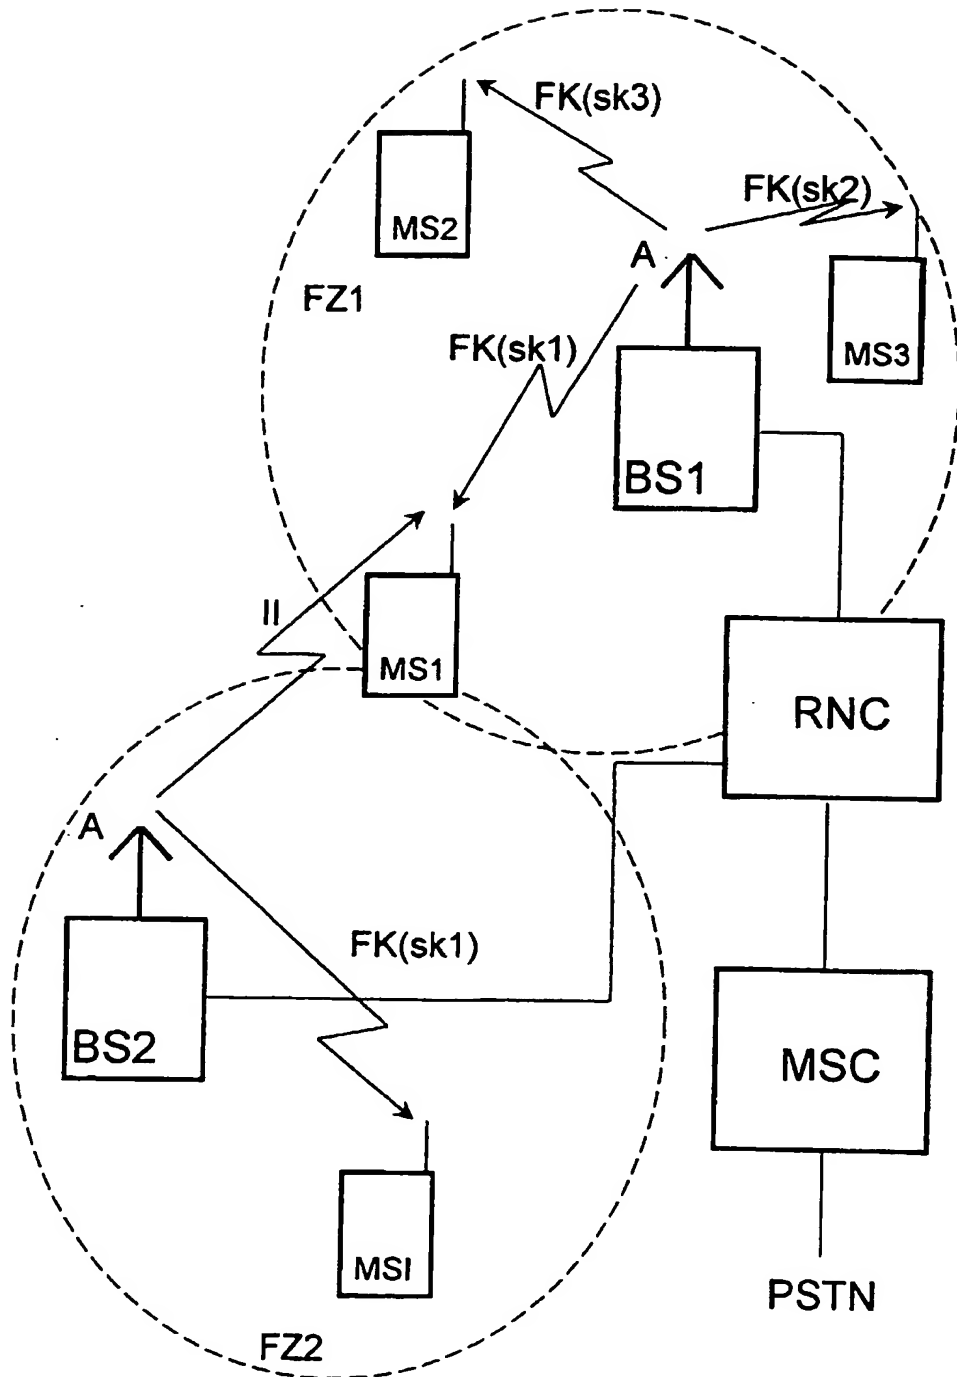 FK(sk3)
FK(sk2)
MS2
A
FZ1
MS3
FK(sk1)
BS1
II
MS1
RNC
A
FK(sk1)
BS2
MSC
MSI
PSTN
FZ2